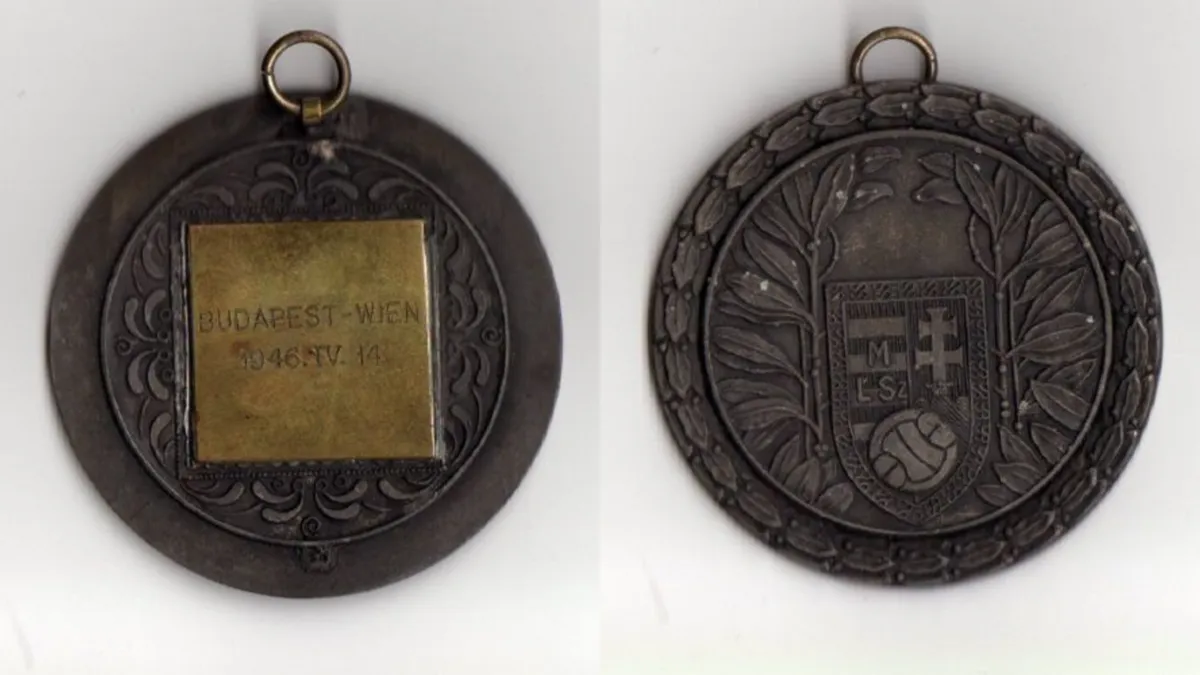 BUDAPEST-WIEN
1946.IV. 14
M
LSz